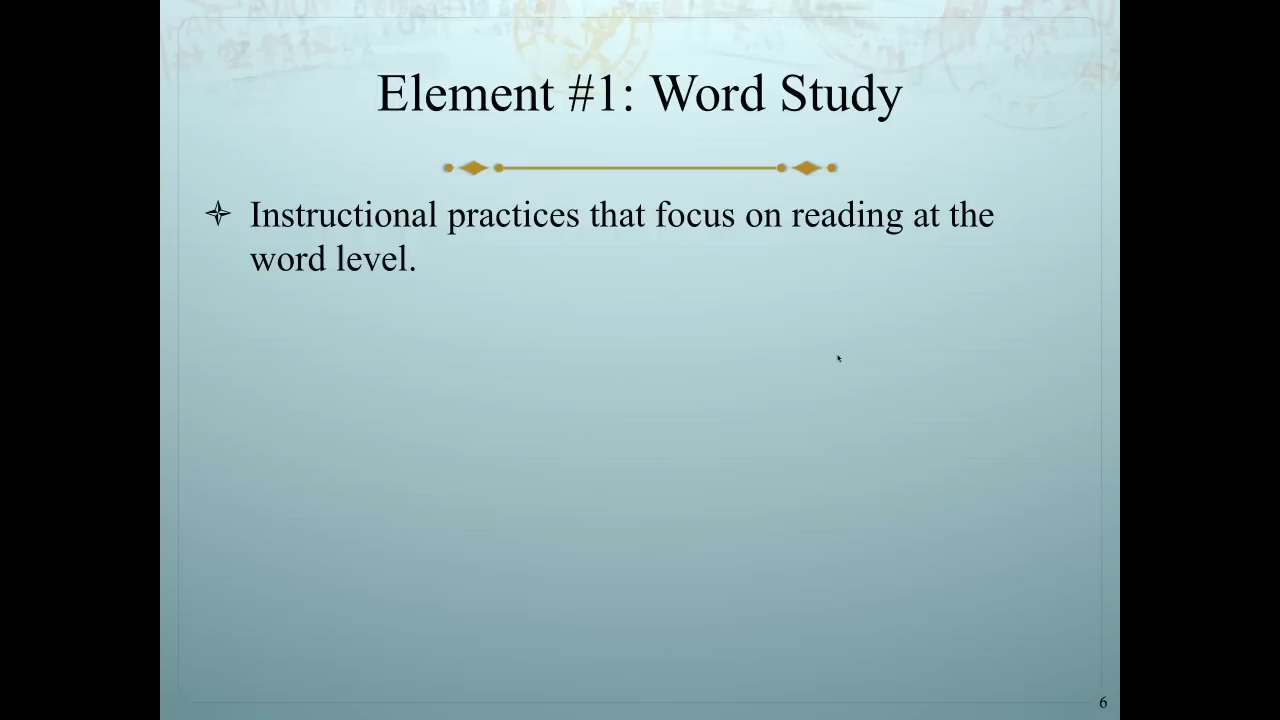 Element #1: Word Study
Instructional practices that focus on reading at the
word level.
6